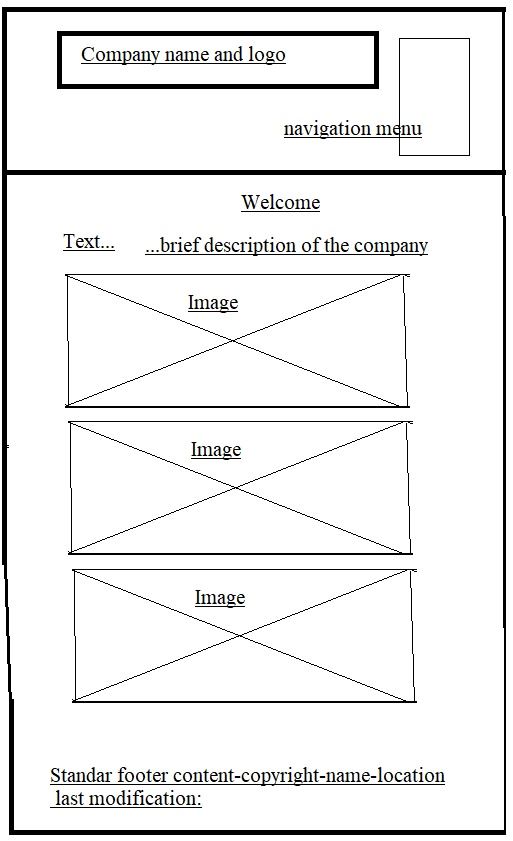 Company name and logo
navigation menu
Welcome
Text... ...brief description of the company
Image
Image
Image
Standar footer content-copyright-name-location
last modification: